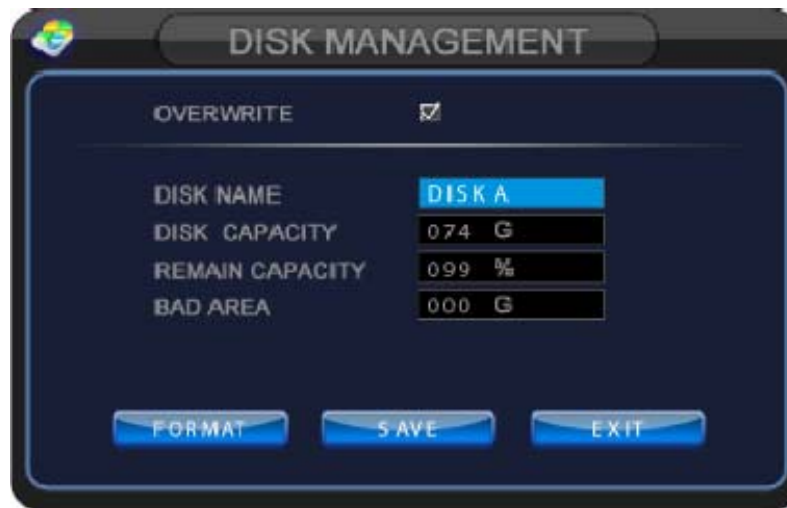 DISK MANAGEMENT
OVERWRITE
DISK NAME DISK A
DISK CAPACITY 074 G
REMAIN CAPACITY 099 %
BAD AREA 000 G
FORMAT SAVE EXIT